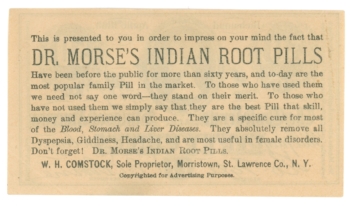 This is presented to you in order to impress on your mind the fact that
DR. MORSE'S INDIAN ROOT PILLS
Have been before the public for more than sixty years, and to-day are the
most popular family Pill in the market. To those who have used them
we need not say one word—they stand on their merit. To those who
have not used them we simply say that they are the best Pill that skill,
money and experience can produce. They are a specific cure for most
of the Blood, Stomach and Liver Diseases. They absolutely remove all
Dyspepsia, Giddiness, Headache, and are most useful in female disorders.
Don't forget! DR. MORSE'S INDIAN ROOT PILLS.
W. H. COMSTOCK, Sole Proprietor, Morristown, St. Lawrence Co., N. Y.
Copyrighted for Advertising Purposes.